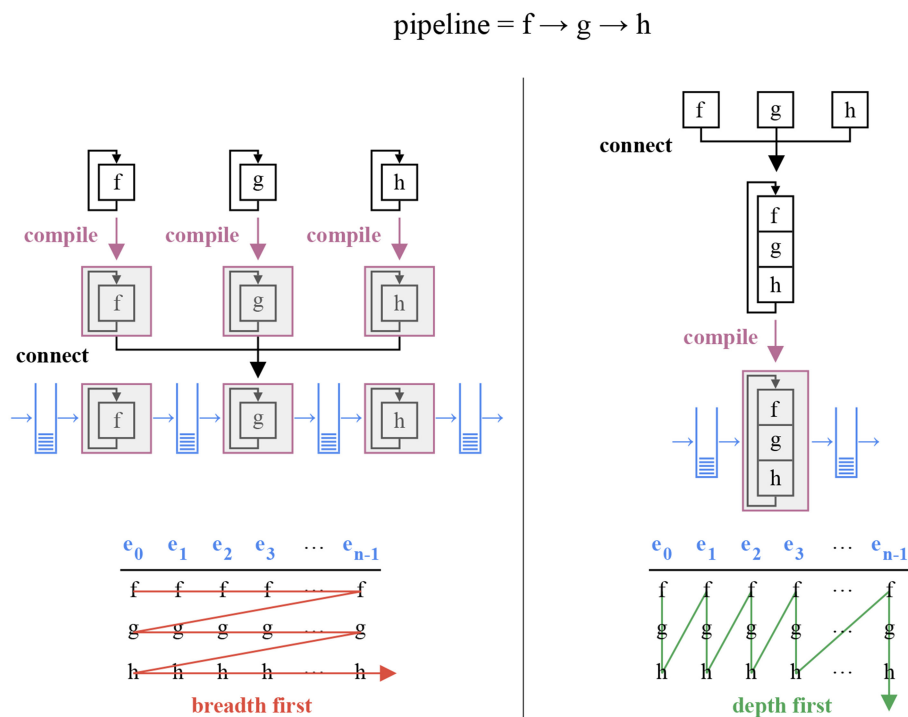 pipeline = f → g → h
f g h
compile compile compile
f g h
connect
f g h
e0 e1 e2 e3 ··· en-1
f f f f ··· f
g g g g ··· g
h h h h ··· h
breadth first
f g h
connect
f
g
h
compile
f
g
h
e0 e1 e2 e3 ··· en-1
f f f f ··· f
g g g g ··· g
h h h h ··· h
depth first